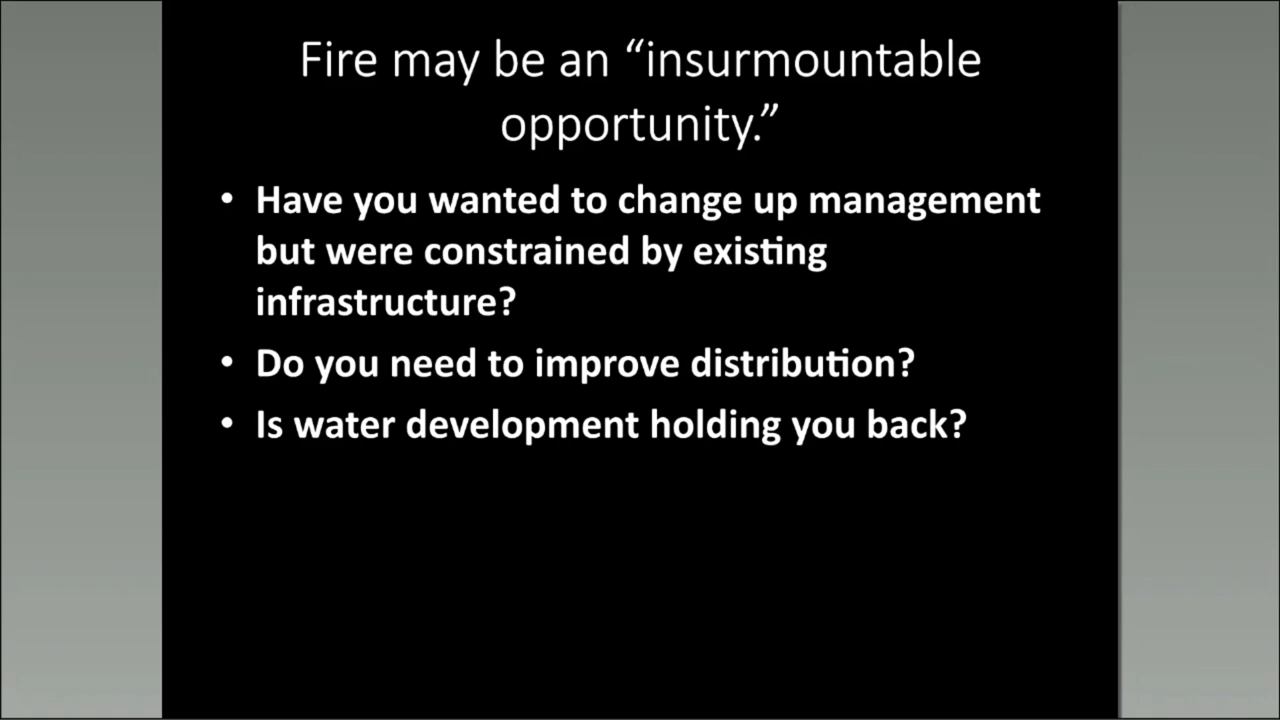 Fire may be an “insurmountable
opportunity.”
• Have you wanted to change up management
but were constrained by existing
infrastructure?
• Do you need to improve distribution?
• Is water development holding you back?